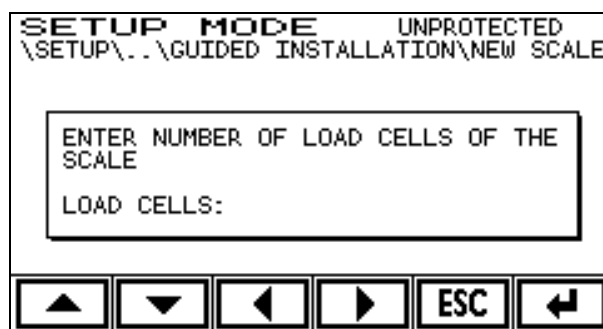 SETUP MODE UNPROTECTED
\SETUP\..\GUIDED INSTALLATION\NEW SCALE
ENTER NUMBER OF LOAD CELLS OF THE
SCALE
LOAD CELLS:
ESC